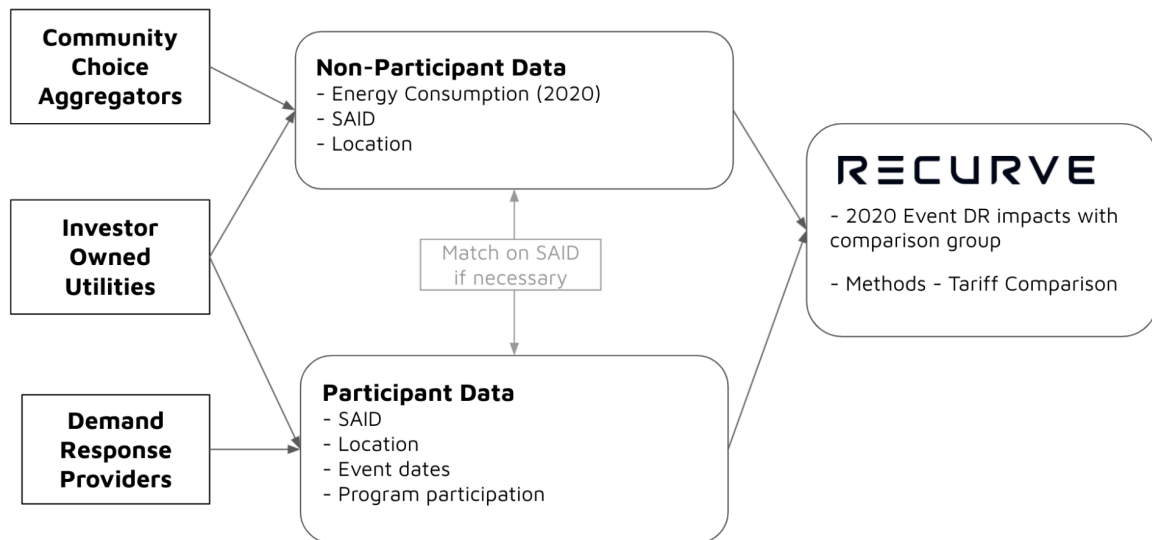 Community
Choice
Aggregators
Non-Participant Data
- Energy Consumption (2020)
- SAID
- Location
RECURVE
- 2020 Event DR impacts with
comparison group
- Methods - Tariff Comparison
Investor
Owned
Utilities
Match on SAID
if necessary
Participant Data
- SAID
- Location
- Event dates
- Program participation
Demand
Response
Providers